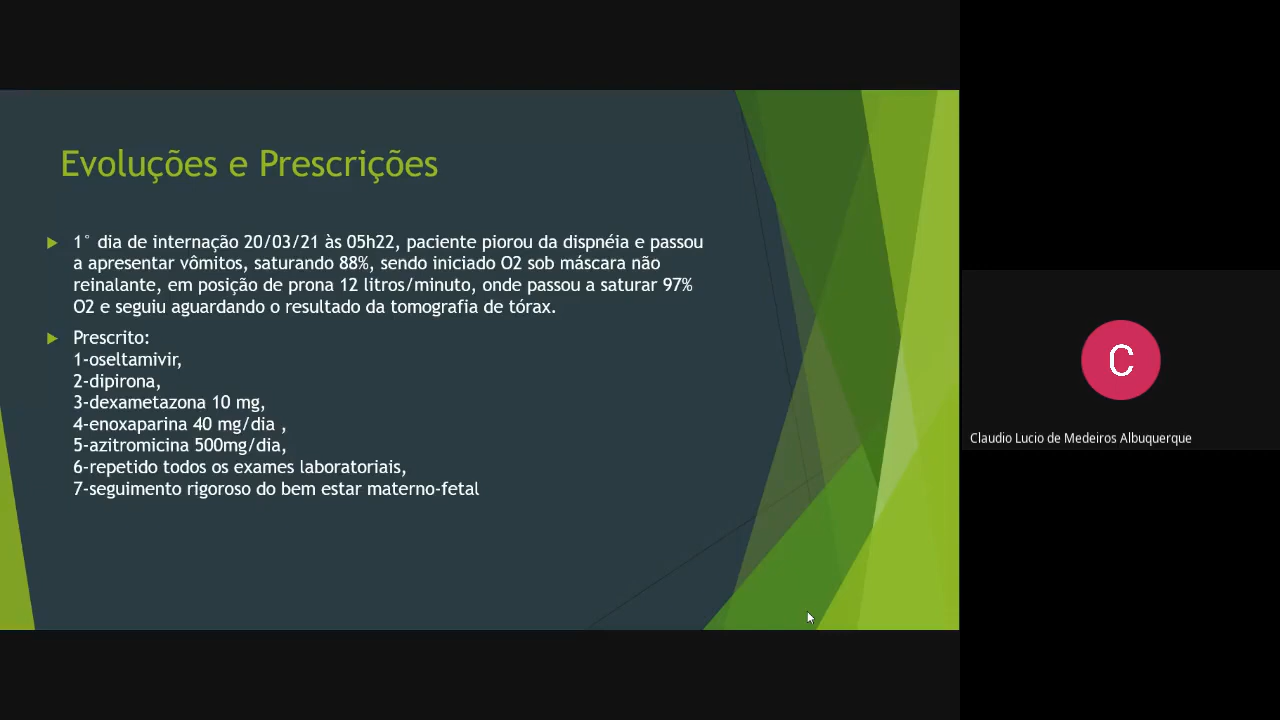 Evoluções e Prescrições
1° dia de internação 20/03/21 às 05h22, paciente piorou da dispnéia e passou
a apresentar vômitos, saturando 88%, sendo iniciado O2 sob máscara não
reinalante, em posição de prona 12 litros/minuto, onde passou a saturar 97%
O2 e seguiu aguardando o resultado da tomografia de tórax.
Prescrito:
1-oseltamivir,
2-dipirona,
3-dexametazona 10 mg,
4-enoxaparina 40 mg/dia ,
5-azitromicina 500mg/dia,
6-repetido todos os exames laboratoriais,
7-seguimento rigoroso do bem estar materno-fetal
C
Claudio Lucio de Medeiros Albuquerque